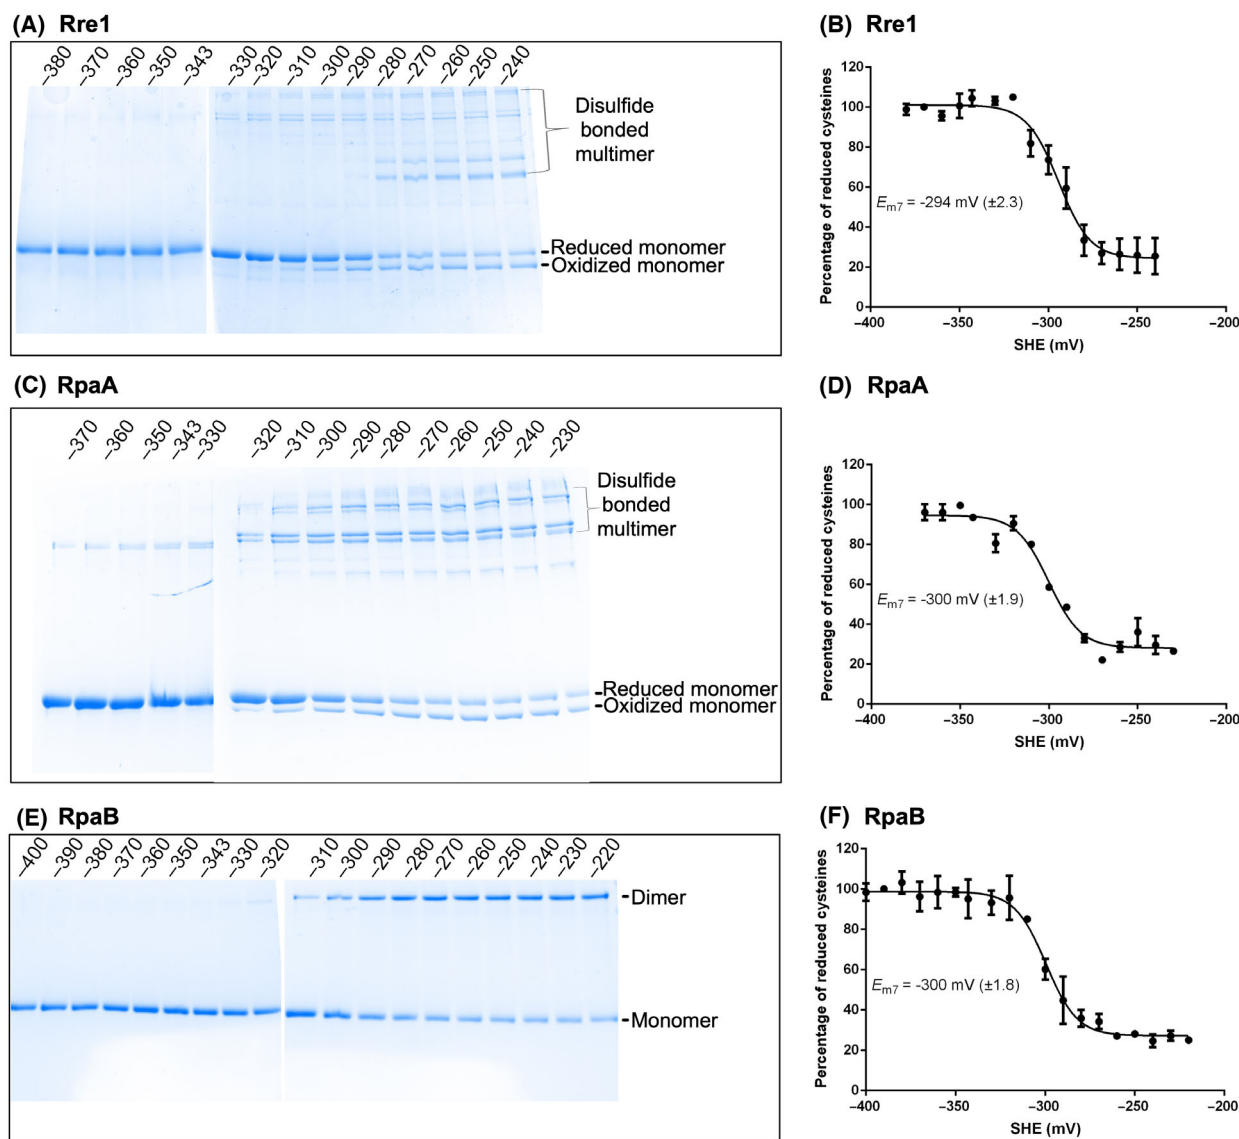 (A) Rre1
–380 –370 –360 –350 –343 –330 –320 –310 –300 –290 –280 –270 –260 –250 –240
Disulfide
bonded
multimer
Reduced monomer
Oxidized monomer
(B) Rre1
Percentage of reduced cysteines
120
100
80
60
40
20
0
Em7 = -294 mV (±2.3)
–400 –350 –300 –250 –200
SHE (mV)
(C) RpaA
–370 –360 –350 –343 –330 –320 –310 –300 –290 –280 –270 –260 –250 –240 –230
Disulfide
bonded
multimer
Reduced monomer
Oxidized monomer
(D) RpaA
Percentage of reduced cysteines
120
100
80
60
40
20
0
Em7 = -300 mV (±1.9)
–400 –350 –300 –250 –200
SHE (mV)
(E) RpaB
–400 –390 –380 –370 –360 –350 –343 –330 –320 –310 –300 –290 –280 –270 –260 –250 –240 –230 –220
Dimer
Monomer
(F) RpaB
Percentage of reduced cysteines
120
100
80
60
40
20
0
Em7 = -300 mV (±1.8)
–400 –350 –300 –250 –200
SHE (mV)